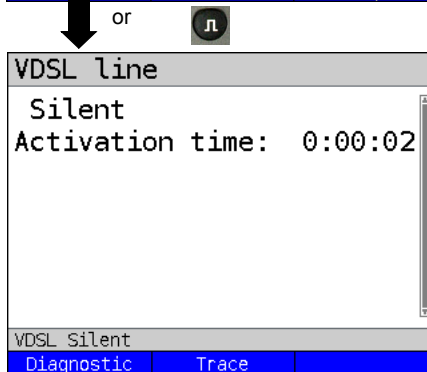 or
VDSL line
Silent
Activation time: 0:00:02
VDSL Silent
Diagnostic Trace